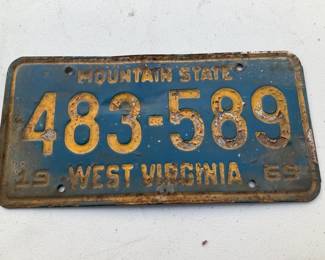 MOUNTAIN STATE
483-589
19 WEST VIRGINIA 69